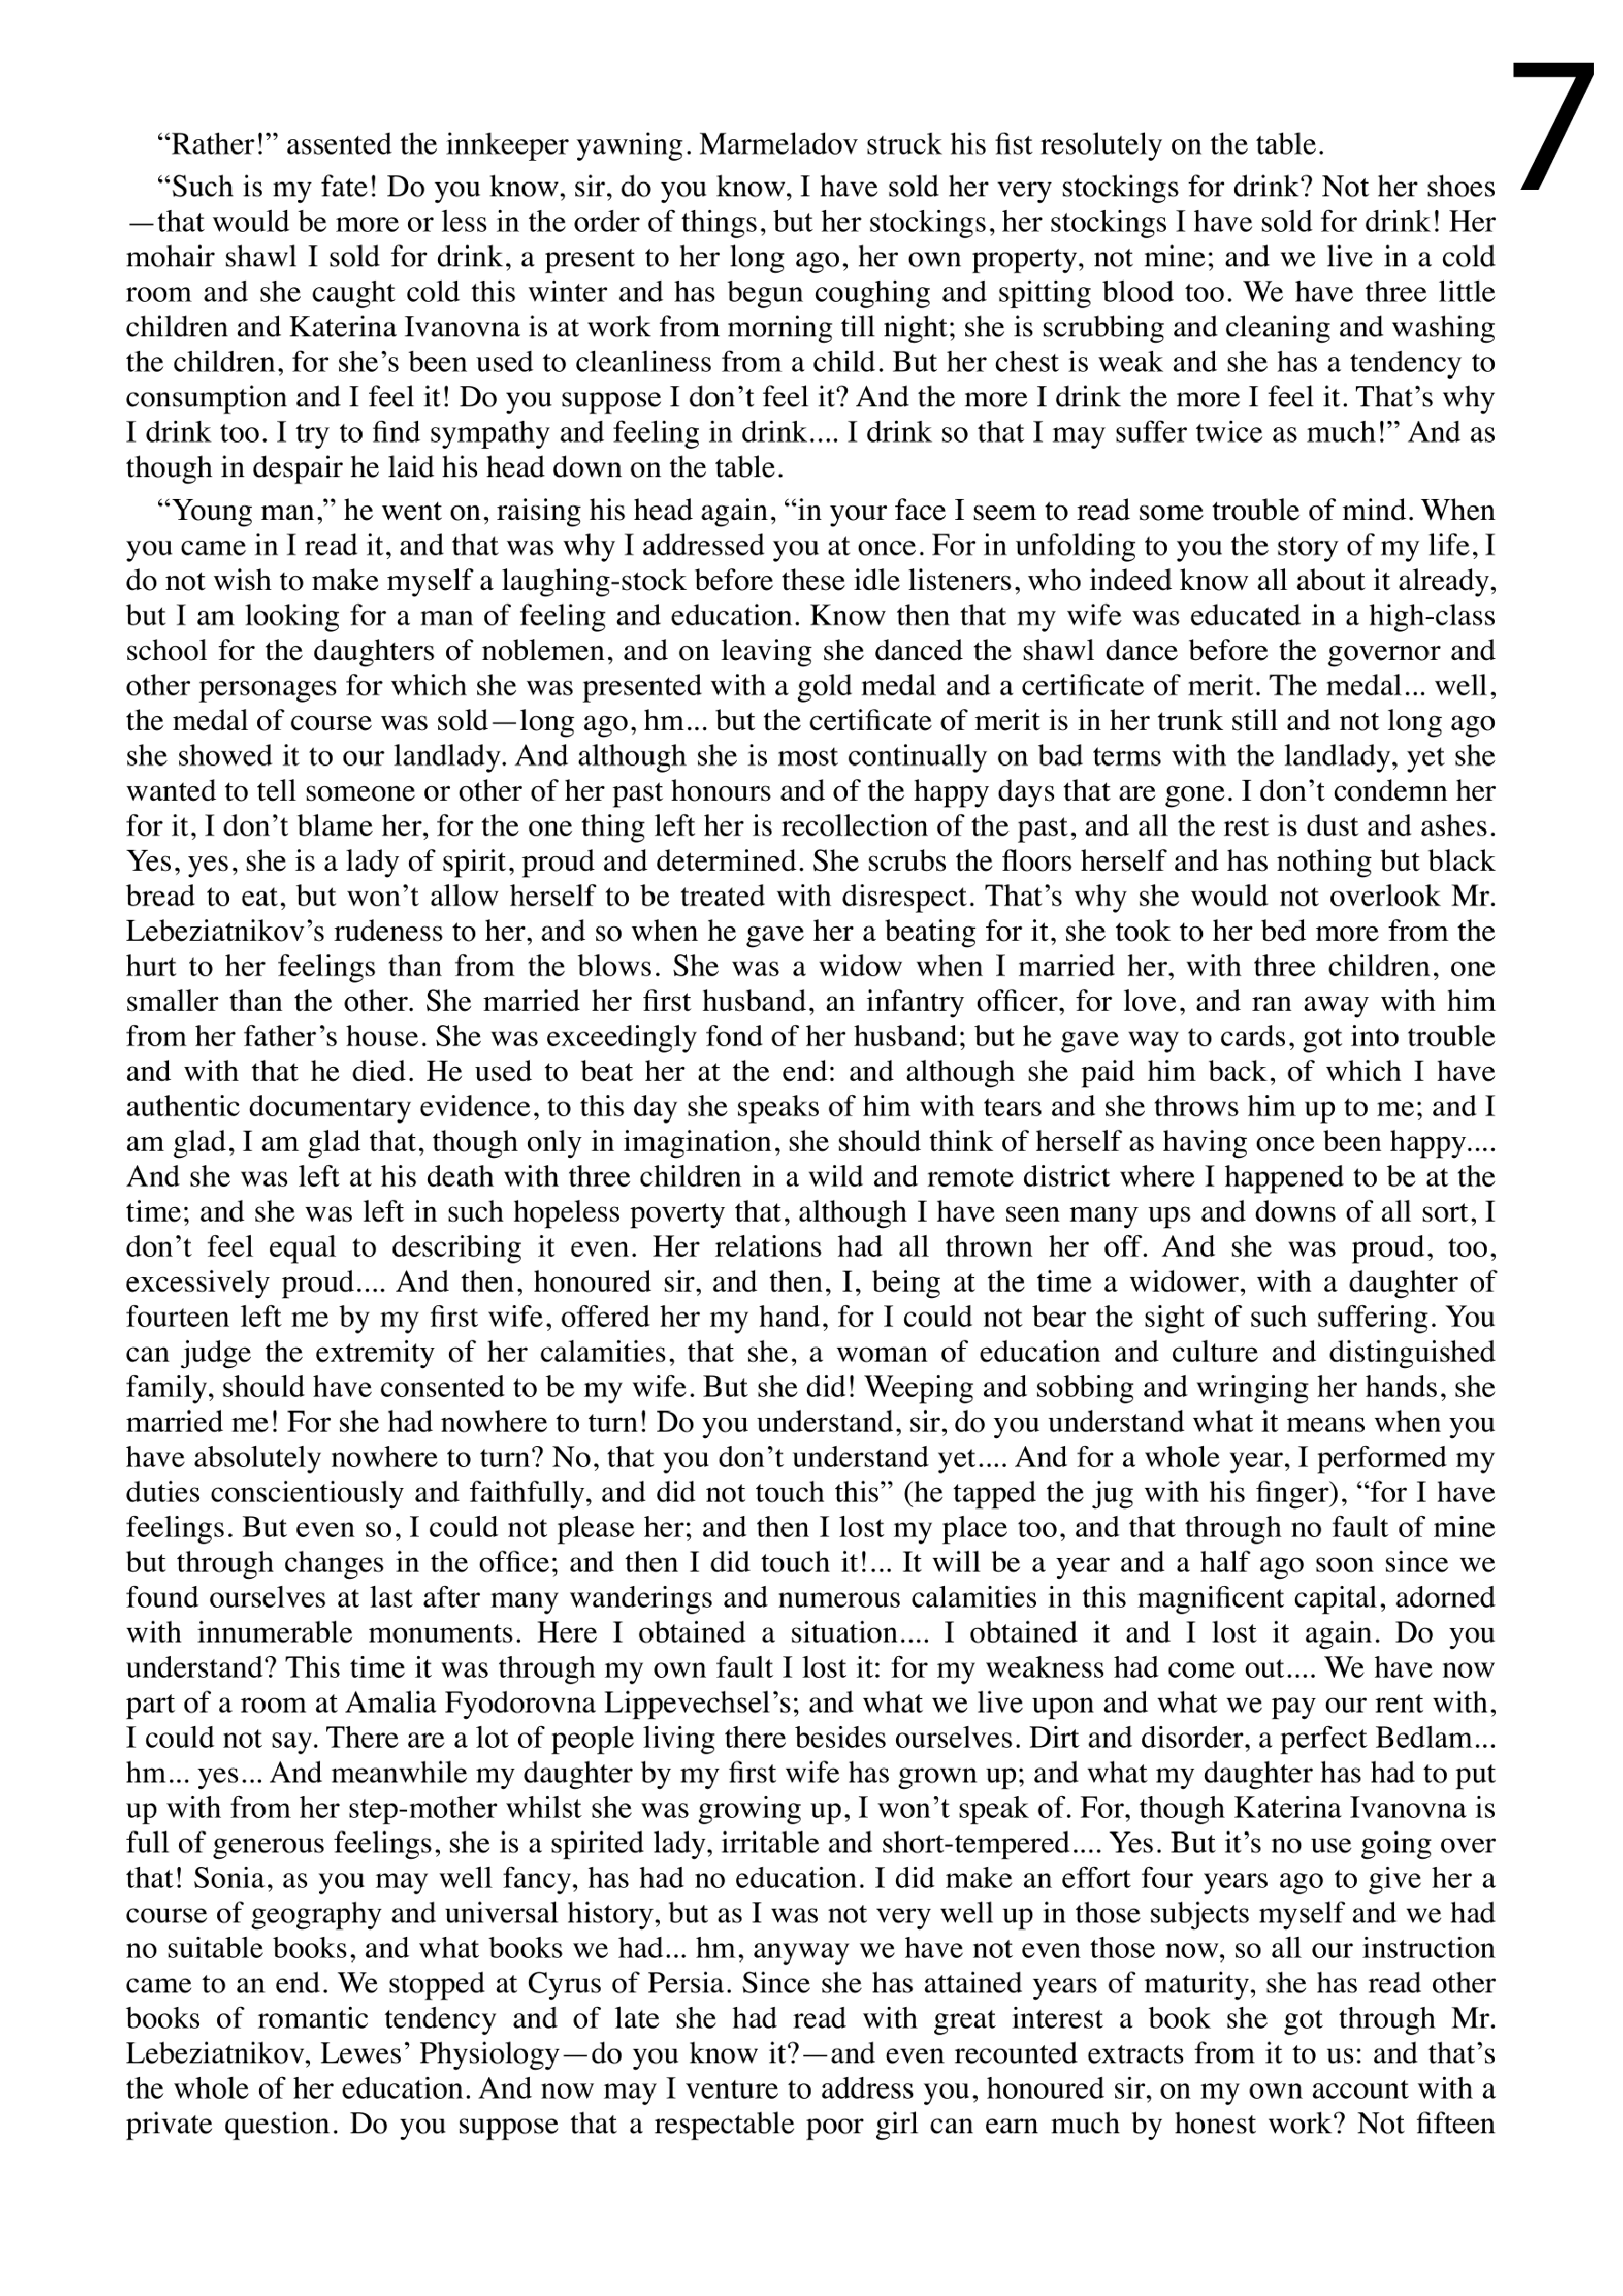 7
“Rather!” assented the innkeeper yawning. Marmeladov struck his fist resolutely on the table.
“Such is my fate! Do you know, sir, do you know, I have sold her very stockings for drink? Not her shoes
—that would be more or less in the order of things, but her stockings, her stockings I have sold for drink! Her
mohair shawl I sold for drink, a present to her long ago, her own property, not mine; and we live in a cold
room and she caught cold this winter and has begun coughing and spitting blood too. We have three little
children and Katerina Ivanovna is at work from morning till night; she is scrubbing and cleaning and washing
the children, for she’s been used to cleanliness from a child. But her chest is weak and she has a tendency to
consumption and I feel it! Do you suppose I don’t feel it? And the more I drink the more I feel it. That’s why
I drink too. I try to find sympathy and feeling in drink.... I drink so that I may suffer twice as much!” And as
though in despair he laid his head down on the table.
“Young man,” he went on, raising his head again, “in your face I seem to read some trouble of mind. When
you came in I read it, and that was why I addressed you at once. For in unfolding to you the story of my life, I
do not wish to make myself a laughing-stock before these idle listeners, who indeed know all about it already,
but I am looking for a man of feeling and education. Know then that my wife was educated in a high-class
school for the daughters of noblemen, and on leaving she danced the shawl dance before the governor and
other personages for which she was presented with a gold medal and a certificate of merit. The medal... well,
the medal of course was sold—long ago, hm... but the certificate of merit is in her trunk still and not long ago
she showed it to our landlady. And although she is most continually on bad terms with the landlady, yet she
wanted to tell someone or other of her past honours and of the happy days that are gone. I don’t condemn her
for it, I don’t blame her, for the one thing left her is recollection of the past, and all the rest is dust and ashes.
Yes, yes, she is a lady of spirit, proud and determined. She scrubs the floors herself and has nothing but black
bread to eat, but won’t allow herself to be treated with disrespect. That’s why she would not overlook Mr.
Lebeziatnikov’s rudeness to her, and so when he gave her a beating for it, she took to her bed more from the
hurt to her feelings than from the blows. She was a widow when I married her, with three children, one
smaller than the other. She married her first husband, an infantry officer, for love, and ran away with him
from her father’s house. She was exceedingly fond of her husband; but he gave way to cards, got into trouble
and with that he died. He used to beat her at the end: and although she paid him back, of which I have
authentic documentary evidence, to this day she speaks of him with tears and she throws him up to me; and I
am glad, I am glad that, though only in imagination, she should think of herself as having once been happy....
And she was left at his death with three children in a wild and remote district where I happened to be at the
time; and she was left in such hopeless poverty that, although I have seen many ups and downs of all sort, I
don’t feel equal to describing it even. Her relations had all thrown her off. And she was proud, too,
excessively proud.... And then, honoured sir, and then, I, being at the time a widower, with a daughter of
fourteen left me by my first wife, offered her my hand, for I could not bear the sight of such suffering. You
can judge the extremity of her calamities, that she, a woman of education and culture and distinguished
family, should have consented to be my wife. But she did! Weeping and sobbing and wringing her hands, she
married me! For she had nowhere to turn! Do you understand, sir, do you understand what it means when you
have absolutely nowhere to turn? No, that you don’t understand yet.... And for a whole year, I performed my
duties conscientiously and faithfully, and did not touch this” (he tapped the jug with his finger), “for I have
feelings. But even so, I could not please her; and then I lost my place too, and that through no fault of mine
but through changes in the office; and then I did touch it!... It will be a year and a half ago soon since we
found ourselves at last after many wanderings and numerous calamities in this magnificent capital, adorned
with innumerable monuments. Here I obtained a situation.... I obtained it and I lost it again. Do you
understand? This time it was through my own fault I lost it: for my weakness had come out.... We have now
part of a room at Amalia Fyodorovna Lippevechsel’s; and what we live upon and what we pay our rent with,
I could not say. There are a lot of people living there besides ourselves. Dirt and disorder, a perfect Bedlam...
hm... yes... And meanwhile my daughter by my first wife has grown up; and what my daughter has had to put
up with from her step-mother whilst she was growing up, I won’t speak of. For, though Katerina Ivanovna is
full of generous feelings, she is a spirited lady, irritable and short-tempered.... Yes. But it’s no use going over
that! Sonia, as you may well fancy, has had no education. I did make an effort four years ago to give her a
course of geography and universal history, but as I was not very well up in those subjects myself and we had
no suitable books, and what books we had... hm, anyway we have not even those now, so all our instruction
came to an end. We stopped at Cyrus of Persia. Since she has attained years of maturity, she has read other
books of romantic tendency and of late she had read with great interest a book she got through Mr.
Lebeziatnikov, Lewes’ Physiology—do you know it?—and even recounted extracts from it to us: and that’s
the whole of her education. And now may I venture to address you, honoured sir, on my own account with a
private question. Do you suppose that a respectable poor girl can earn much by honest work? Not fifteen